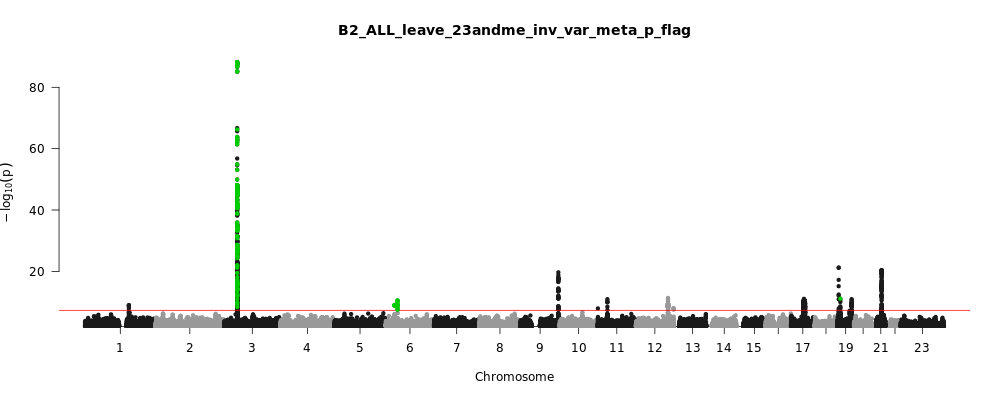 B2_ALL_leave_23andme_inv_var_meta_p_flag
80
60
40
20
−log10(p)
1 2 3 4 5 6 7 8 9 10 11 12 13 14 15 17 19 21 23
Chromosome